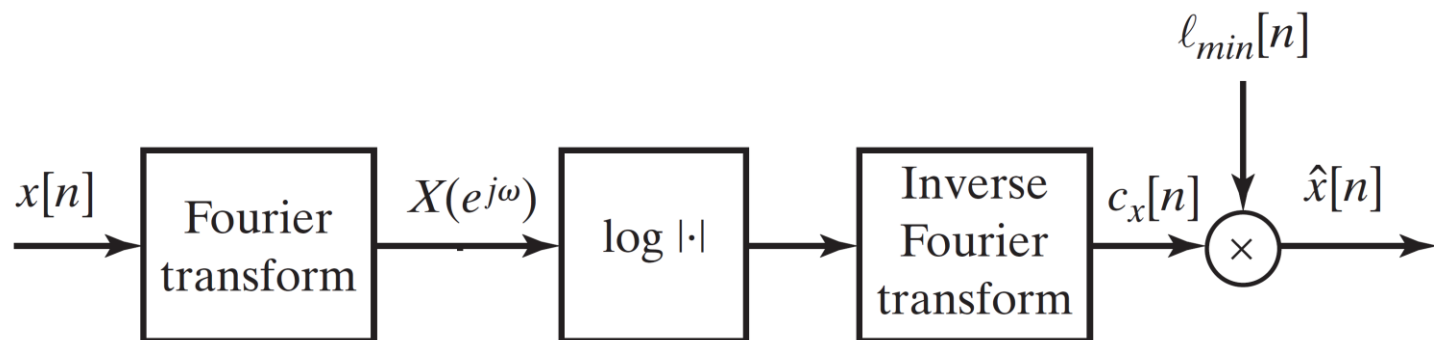 ℓ_min[n]
x[n]
Fourier
transform
X(e^{jω})
log |·|
Inverse
Fourier
transform
c_x[n]
×
x̂[n]